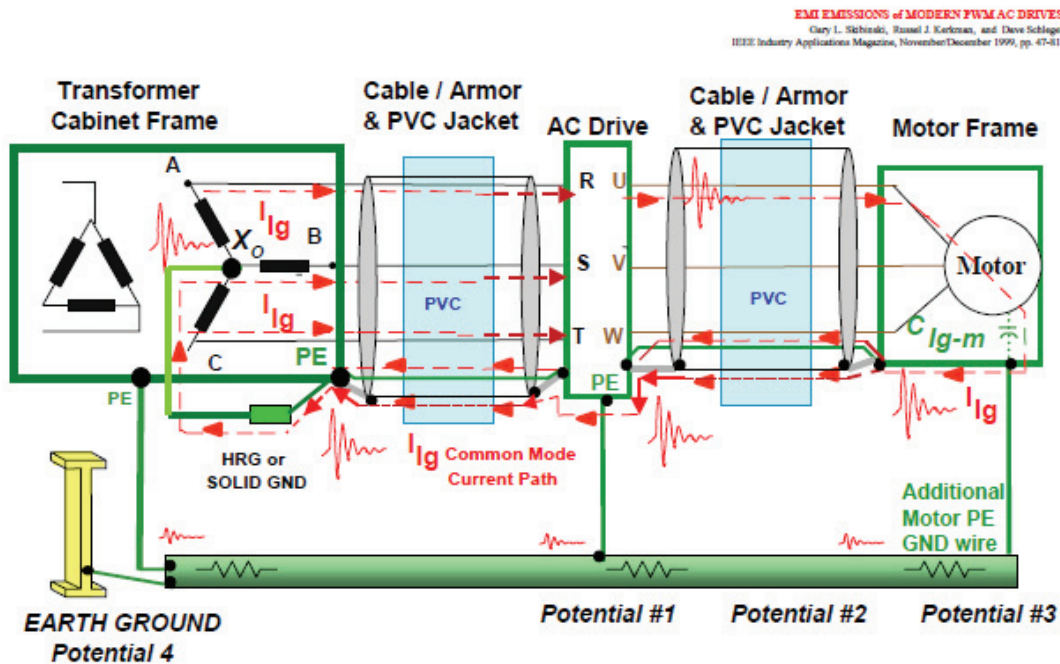 EMI EMISSIONS of MODERN PWM AC DRIVES
Gary L. Skibinski, Russel J. Kerkman, and Dave Schlege
IEEE Industry Applications Magazine, November/December 1999, pp. 47-81
Transformer
Cabinet Frame
Cable / Armor
& PVC Jacket
AC Drive
Cable / Armor
& PVC Jacket
Motor Frame
A
R U
Ilg
Xo
B
S V
PVC
PVC
Motor
Ilg
T W
C
PE
PE
PE
C lg-m
Ilg
HRG or
SOLID GND
Ilg Common Mode
Current Path
Additional
Motor PE
GND wire
EARTH GROUND
Potential 4
Potential #1
Potential #2
Potential #3